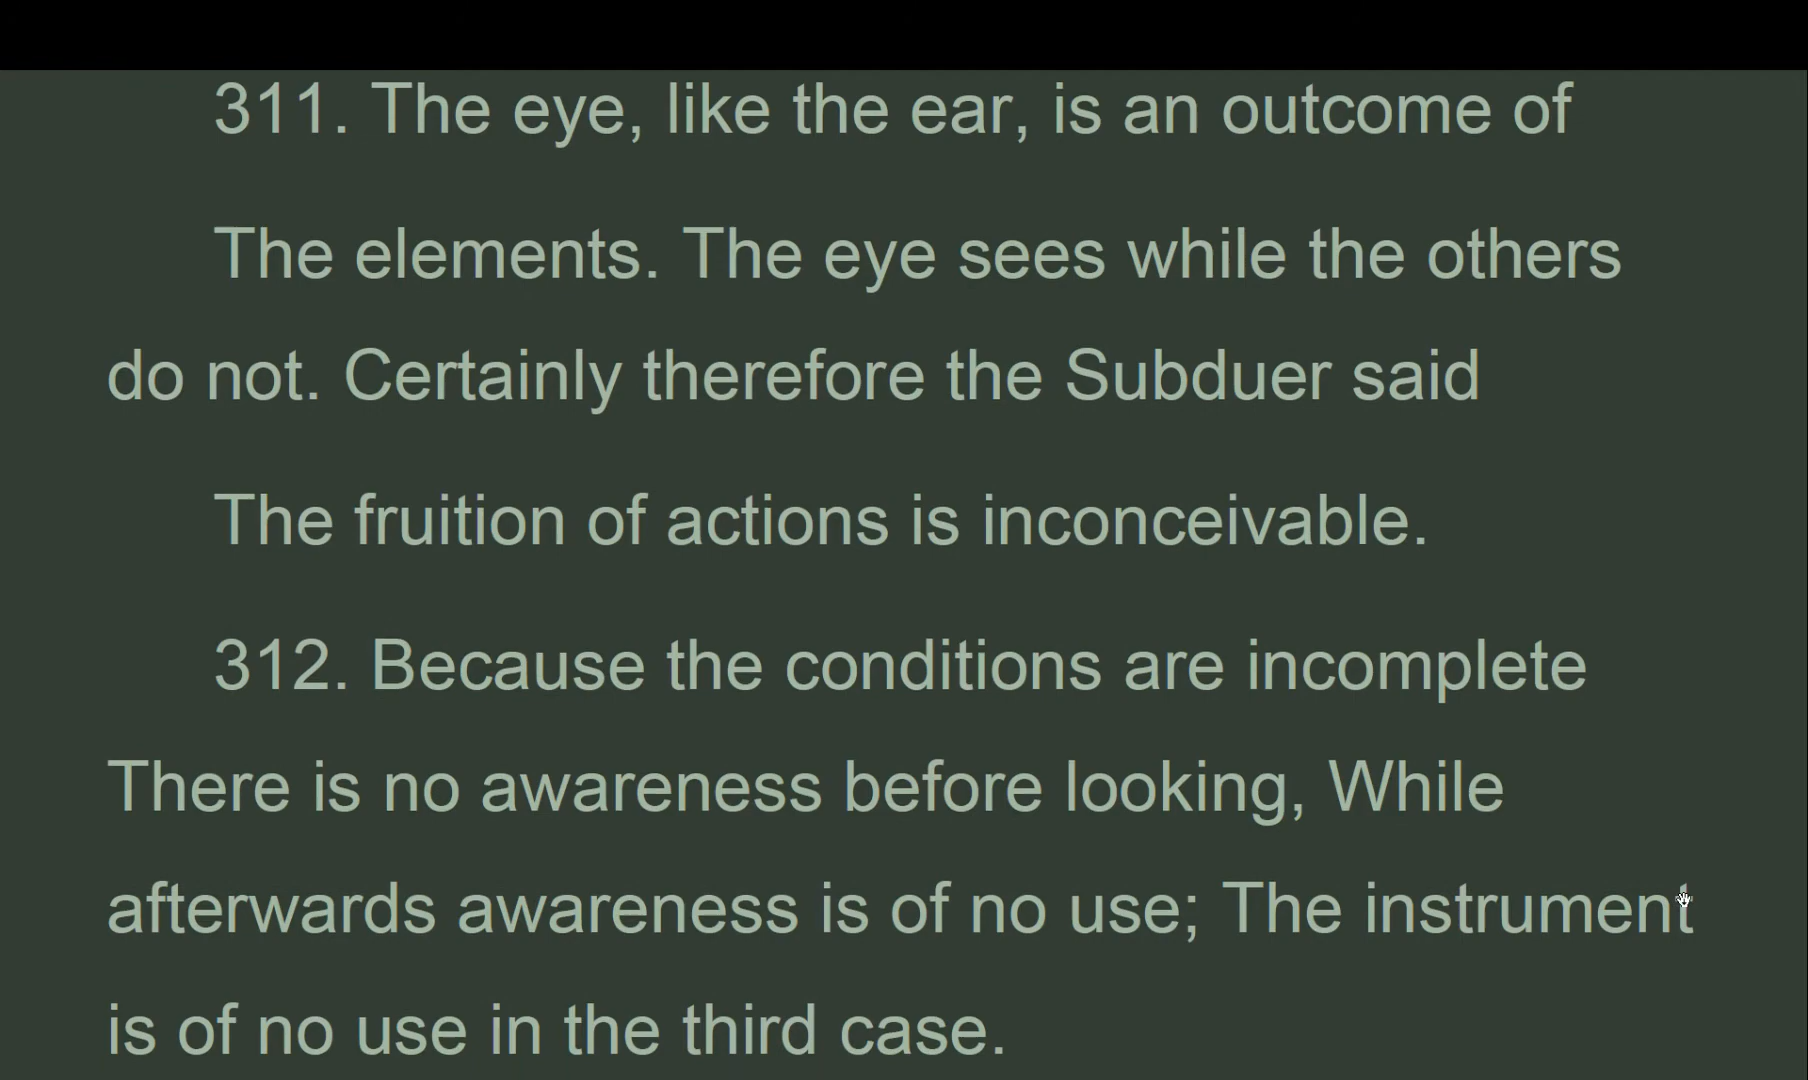 311. The eye, like the ear, is an outcome of
The elements. The eye sees while the others
do not. Certainly therefore the Subduer said
The fruition of actions is inconceivable.
312. Because the conditions are incomplete
There is no awareness before looking, While
afterwards awareness is of no use; The instrument
is of no use in the third case.